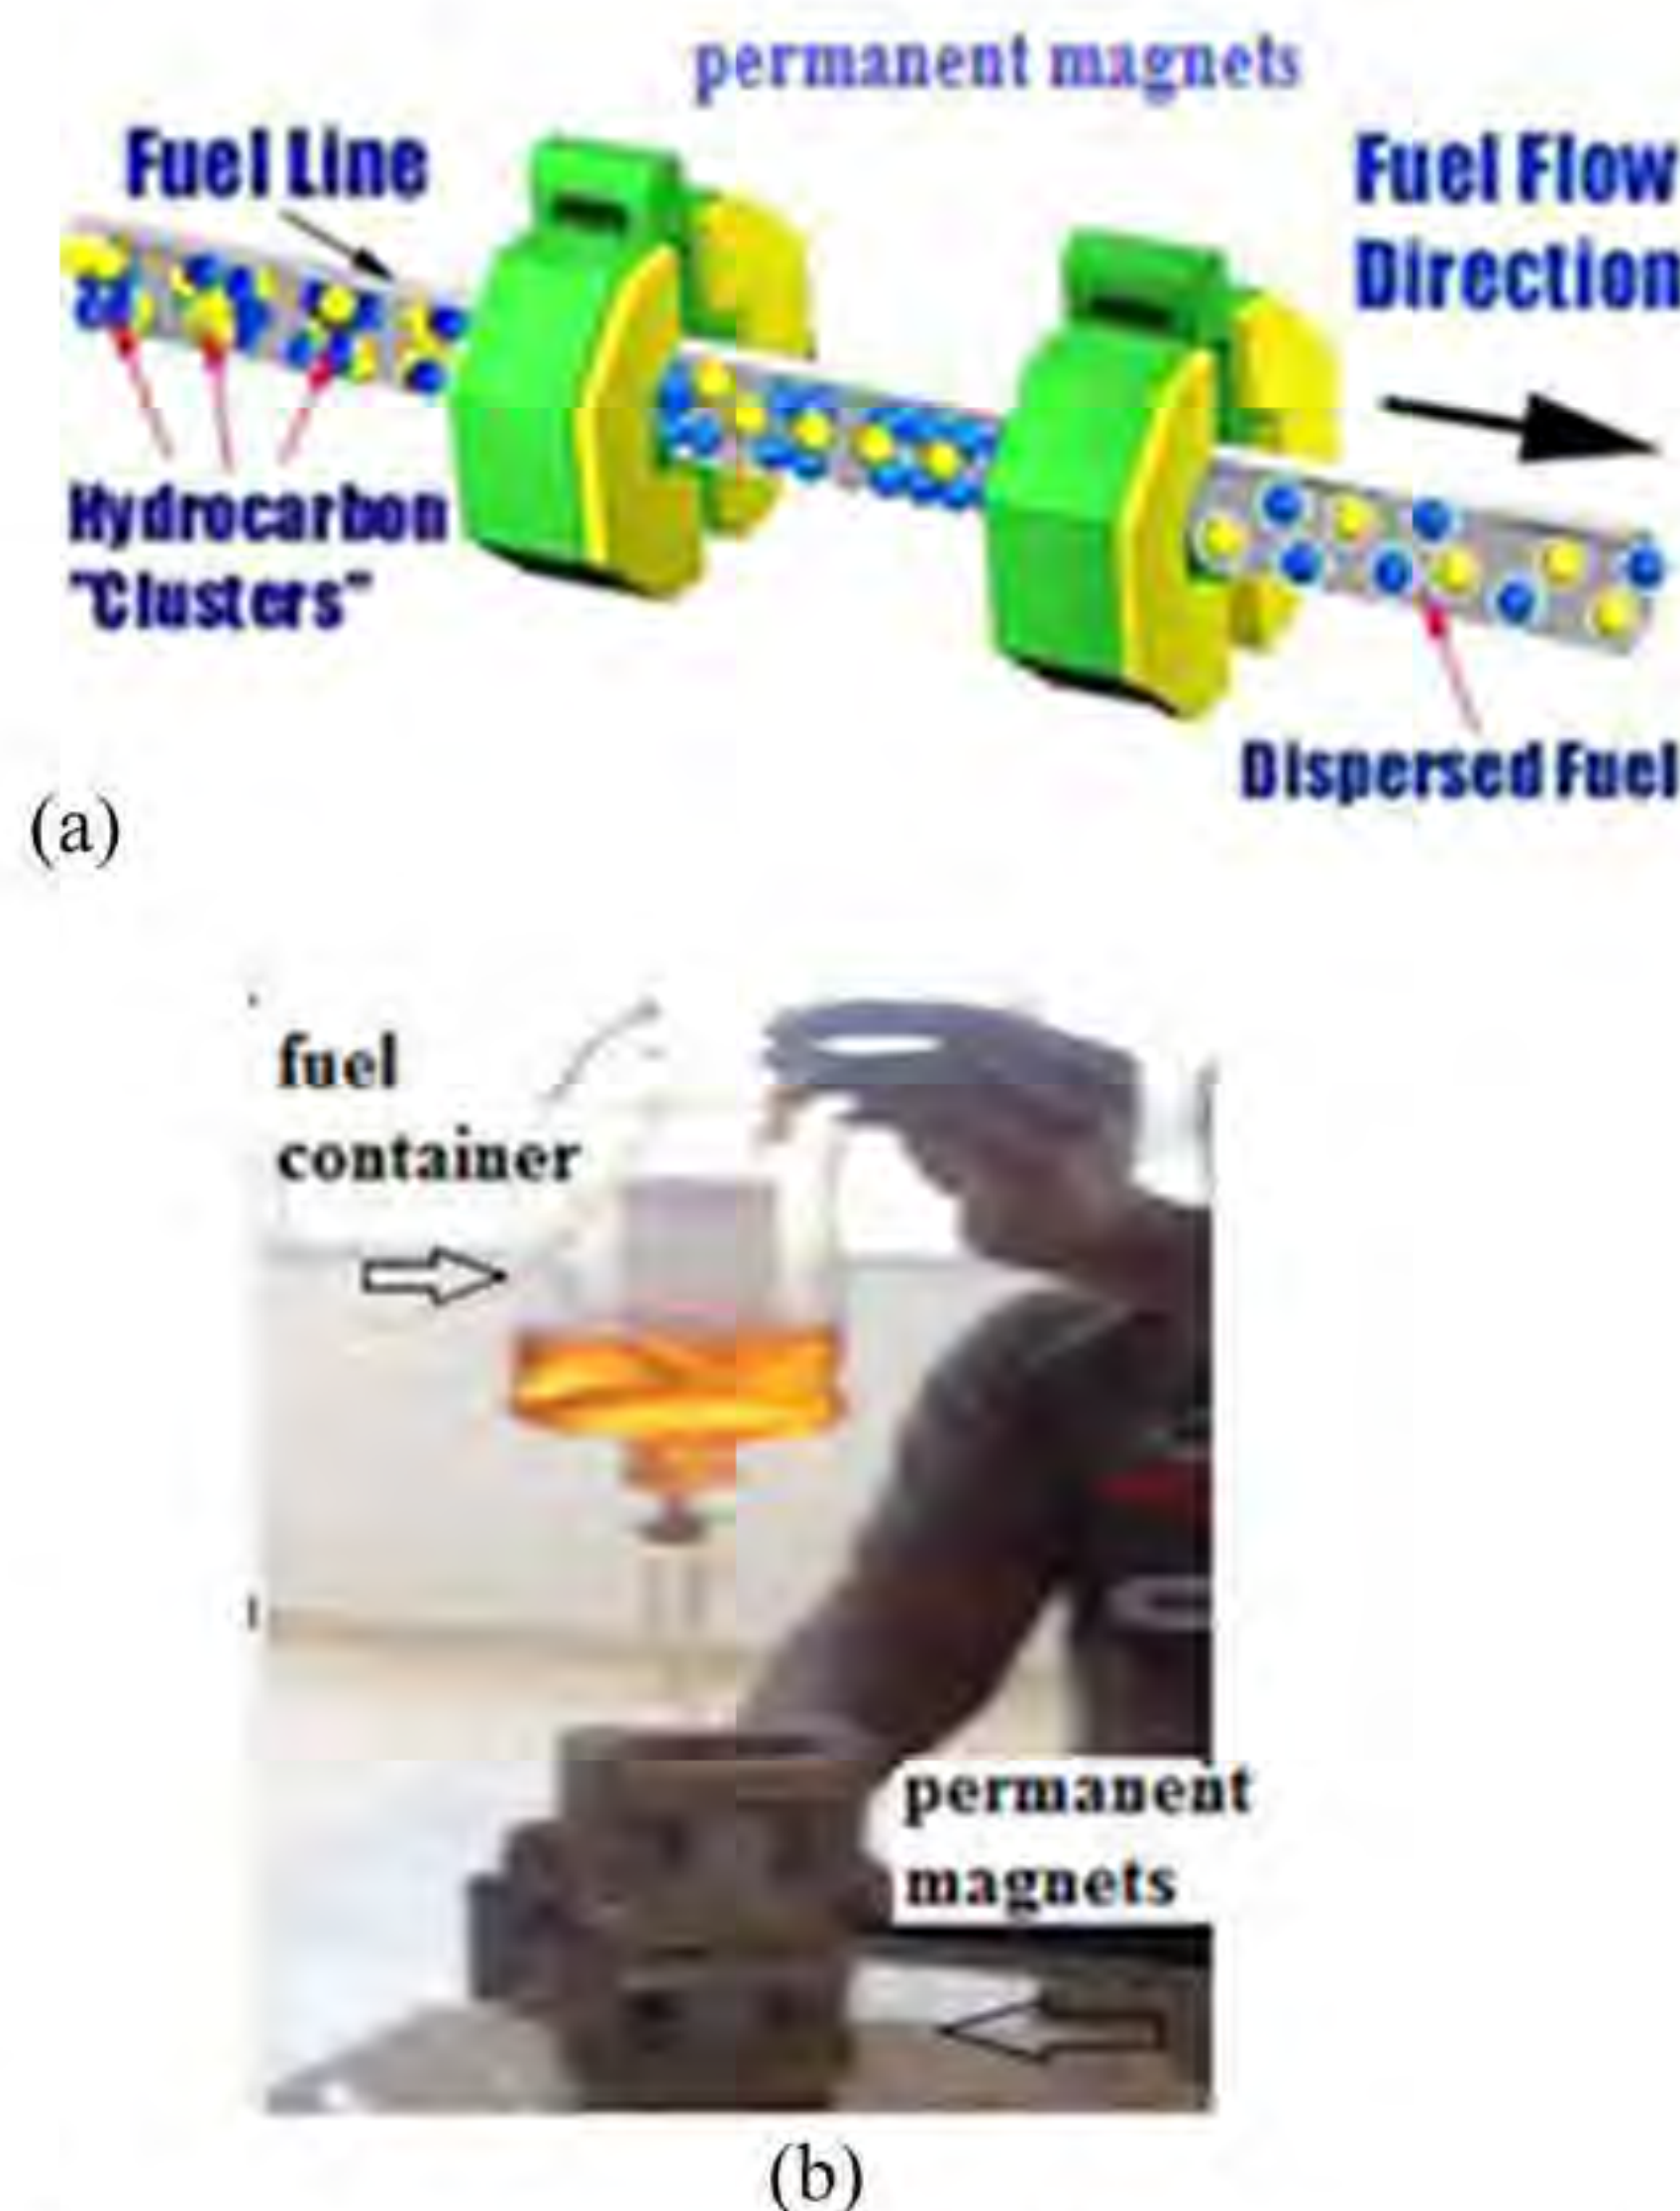 permanent magnets
Fuel Line
Fuel Flow
Direction
Hydrocarbon
"Clusters"
Dispersed Fuel
(a)
fuel
container
permanent
magnets
(b)